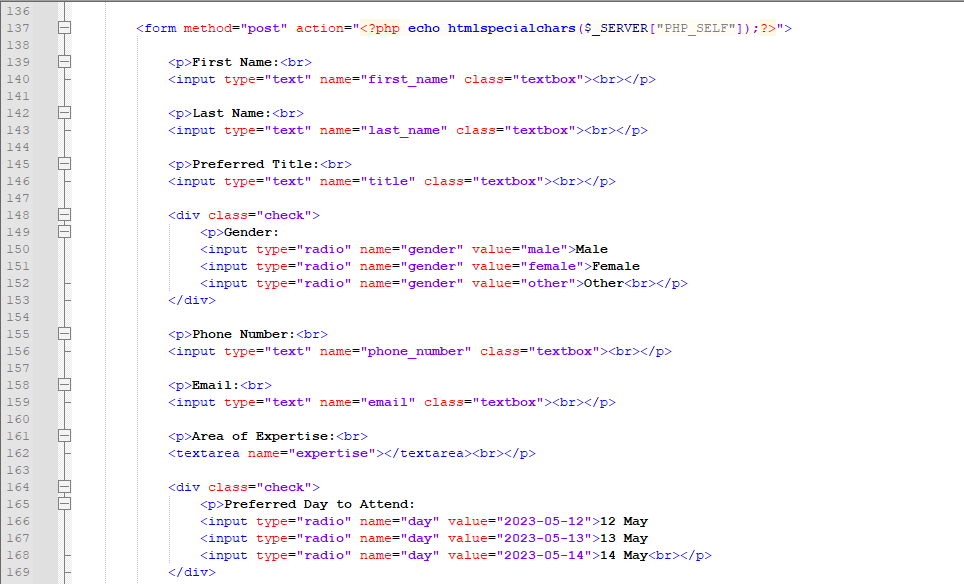 136
137 <form method="post" action="<?php echo htmlspecialchars($_SERVER["PHP_SELF"]);?>">
138
139 <p>First Name:<br>
140 <input type="text" name="first_name" class="textbox"><br></p>
141
142 <p>Last Name:<br>
143 <input type="text" name="last_name" class="textbox"><br></p>
144
145 <p>Preferred Title:<br>
146 <input type="text" name="title" class="textbox"><br></p>
147
148 <div class="check">
149 <p>Gender:
150 <input type="radio" name="gender" value="male">Male
151 <input type="radio" name="gender" value="female">Female
152 <input type="radio" name="gender" value="other">Other<br></p>
153 </div>
154
155 <p>Phone Number:<br>
156 <input type="text" name="phone_number" class="textbox"><br></p>
157
158 <p>Email:<br>
159 <input type="text" name="email" class="textbox"><br></p>
160
161 <p>Area of Expertise:<br>
162 <textarea name="expertise"></textarea><br></p>
163
164 <div class="check">
165 <p>Preferred Day to Attend:
166 <input type="radio" name="day" value="2023-05-12">12 May
167 <input type="radio" name="day" value="2023-05-13">13 May
168 <input type="radio" name="day" value="2023-05-14">14 May<br></p>
169 </div>